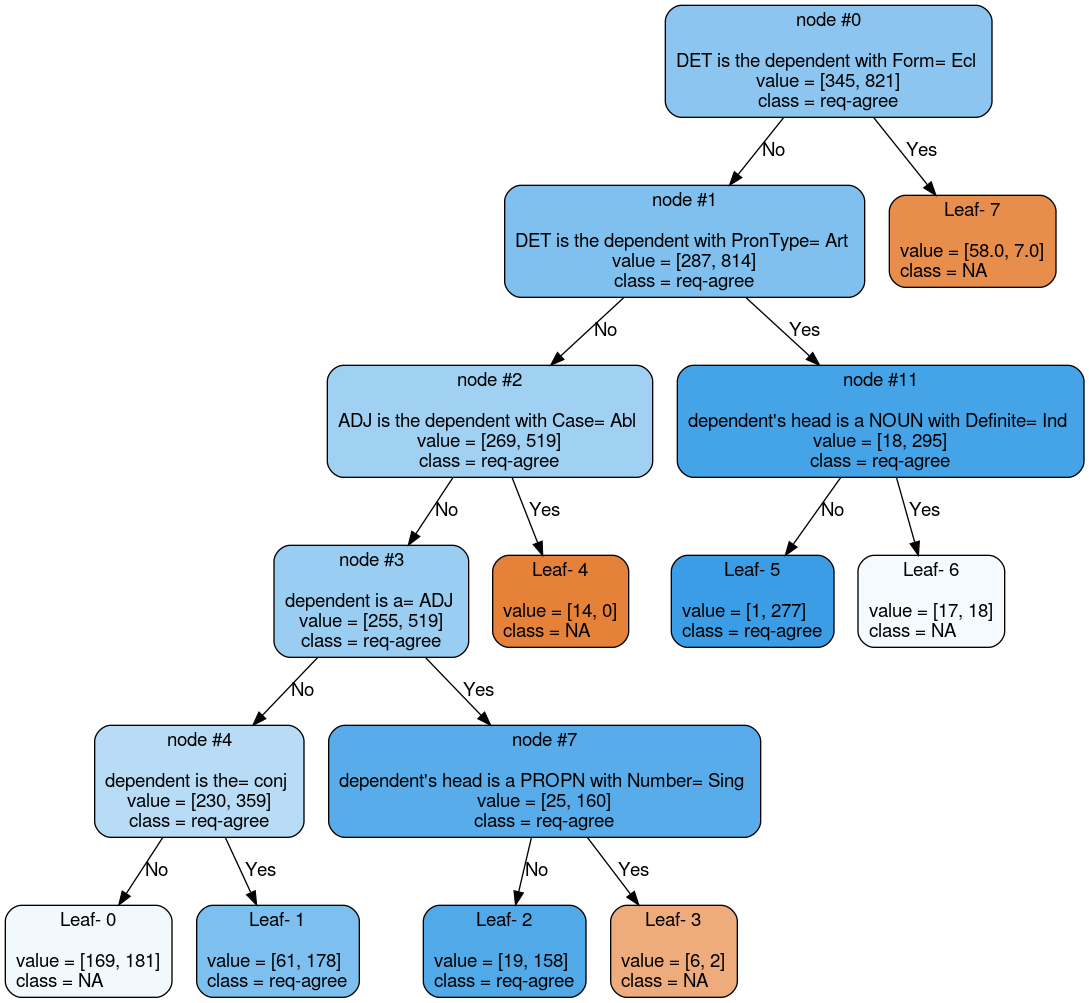 node #0
DET is the dependent with Form= Ecl
value = [345, 821]
class = req-agree
No
Yes
node #1
DET is the dependent with PronType= Art
value = [287, 814]
class = req-agree
Leaf- 7
value = [58.0, 7.0]
class = NA
No
Yes
node #2
ADJ is the dependent with Case= Abl
value = [269, 519]
class = req-agree
node #11
dependent's head is a NOUN with Definite= Ind
value = [18, 295]
class = req-agree
No
Yes
No
Yes
node #3
dependent is a= ADJ
value = [255, 519]
class = req-agree
Leaf- 4
value = [14, 0]
class = NA
Leaf- 5
value = [1, 277]
class = req-agree
Leaf- 6
value = [17, 18]
class = NA
No
Yes
node #4
dependent is the= conj
value = [230, 359]
class = req-agree
node #7
dependent's head is a PROPN with Number= Sing
value = [25, 160]
class = req-agree
No
Yes
No
Yes
Leaf- 0
value = [169, 181]
class = NA
Leaf- 1
value = [61, 178]
class = req-agree
Leaf- 2
value = [19, 158]
class = req-agree
Leaf- 3
value = [6, 2]
class = NA